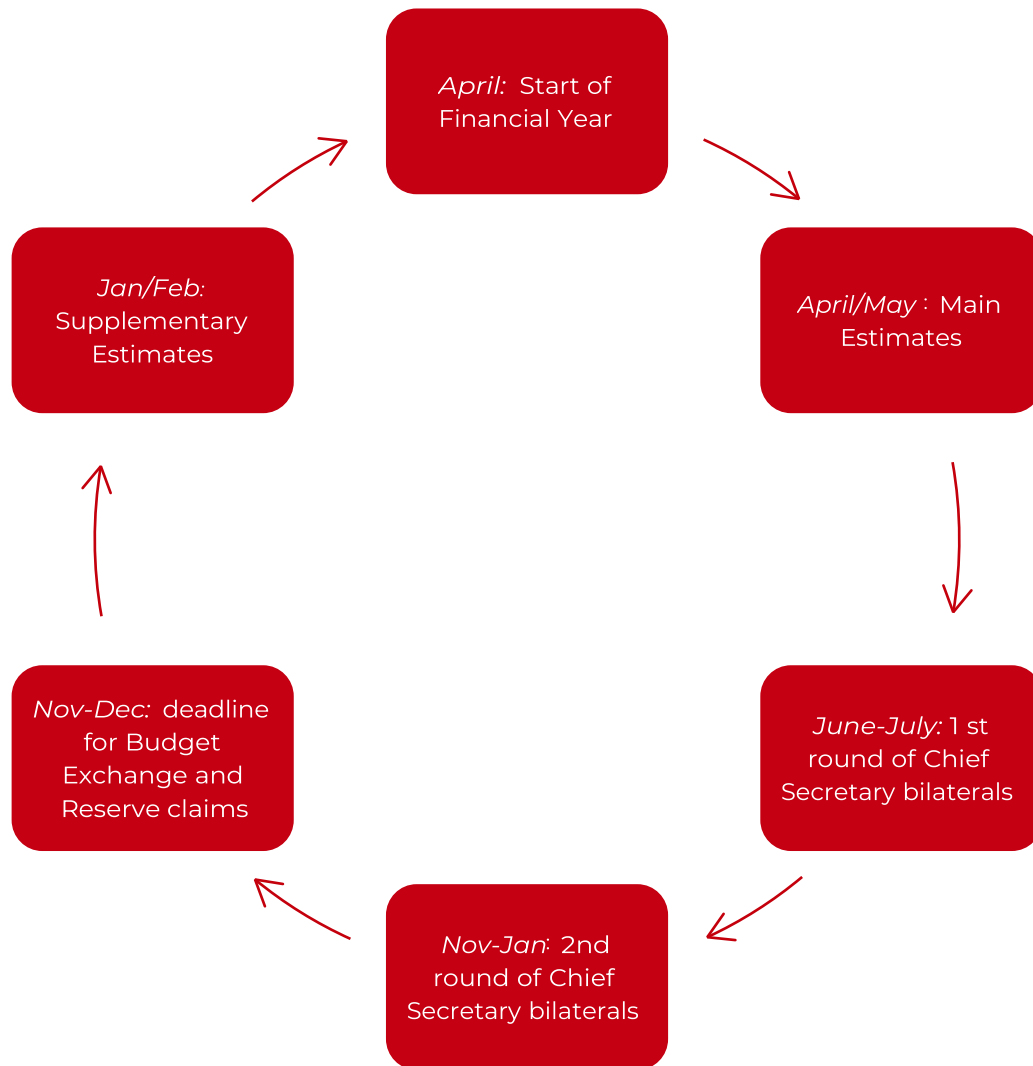 April: Start of
Financial Year
April/May : Main
Estimates
June-July: 1 st
round of Chief
Secretary bilaterals
Nov-Jan: 2nd
round of Chief
Secretary bilaterals
Nov-Dec: deadline
for Budget
Exchange and
Reserve claims
Jan/Feb:
Supplementary
Estimates